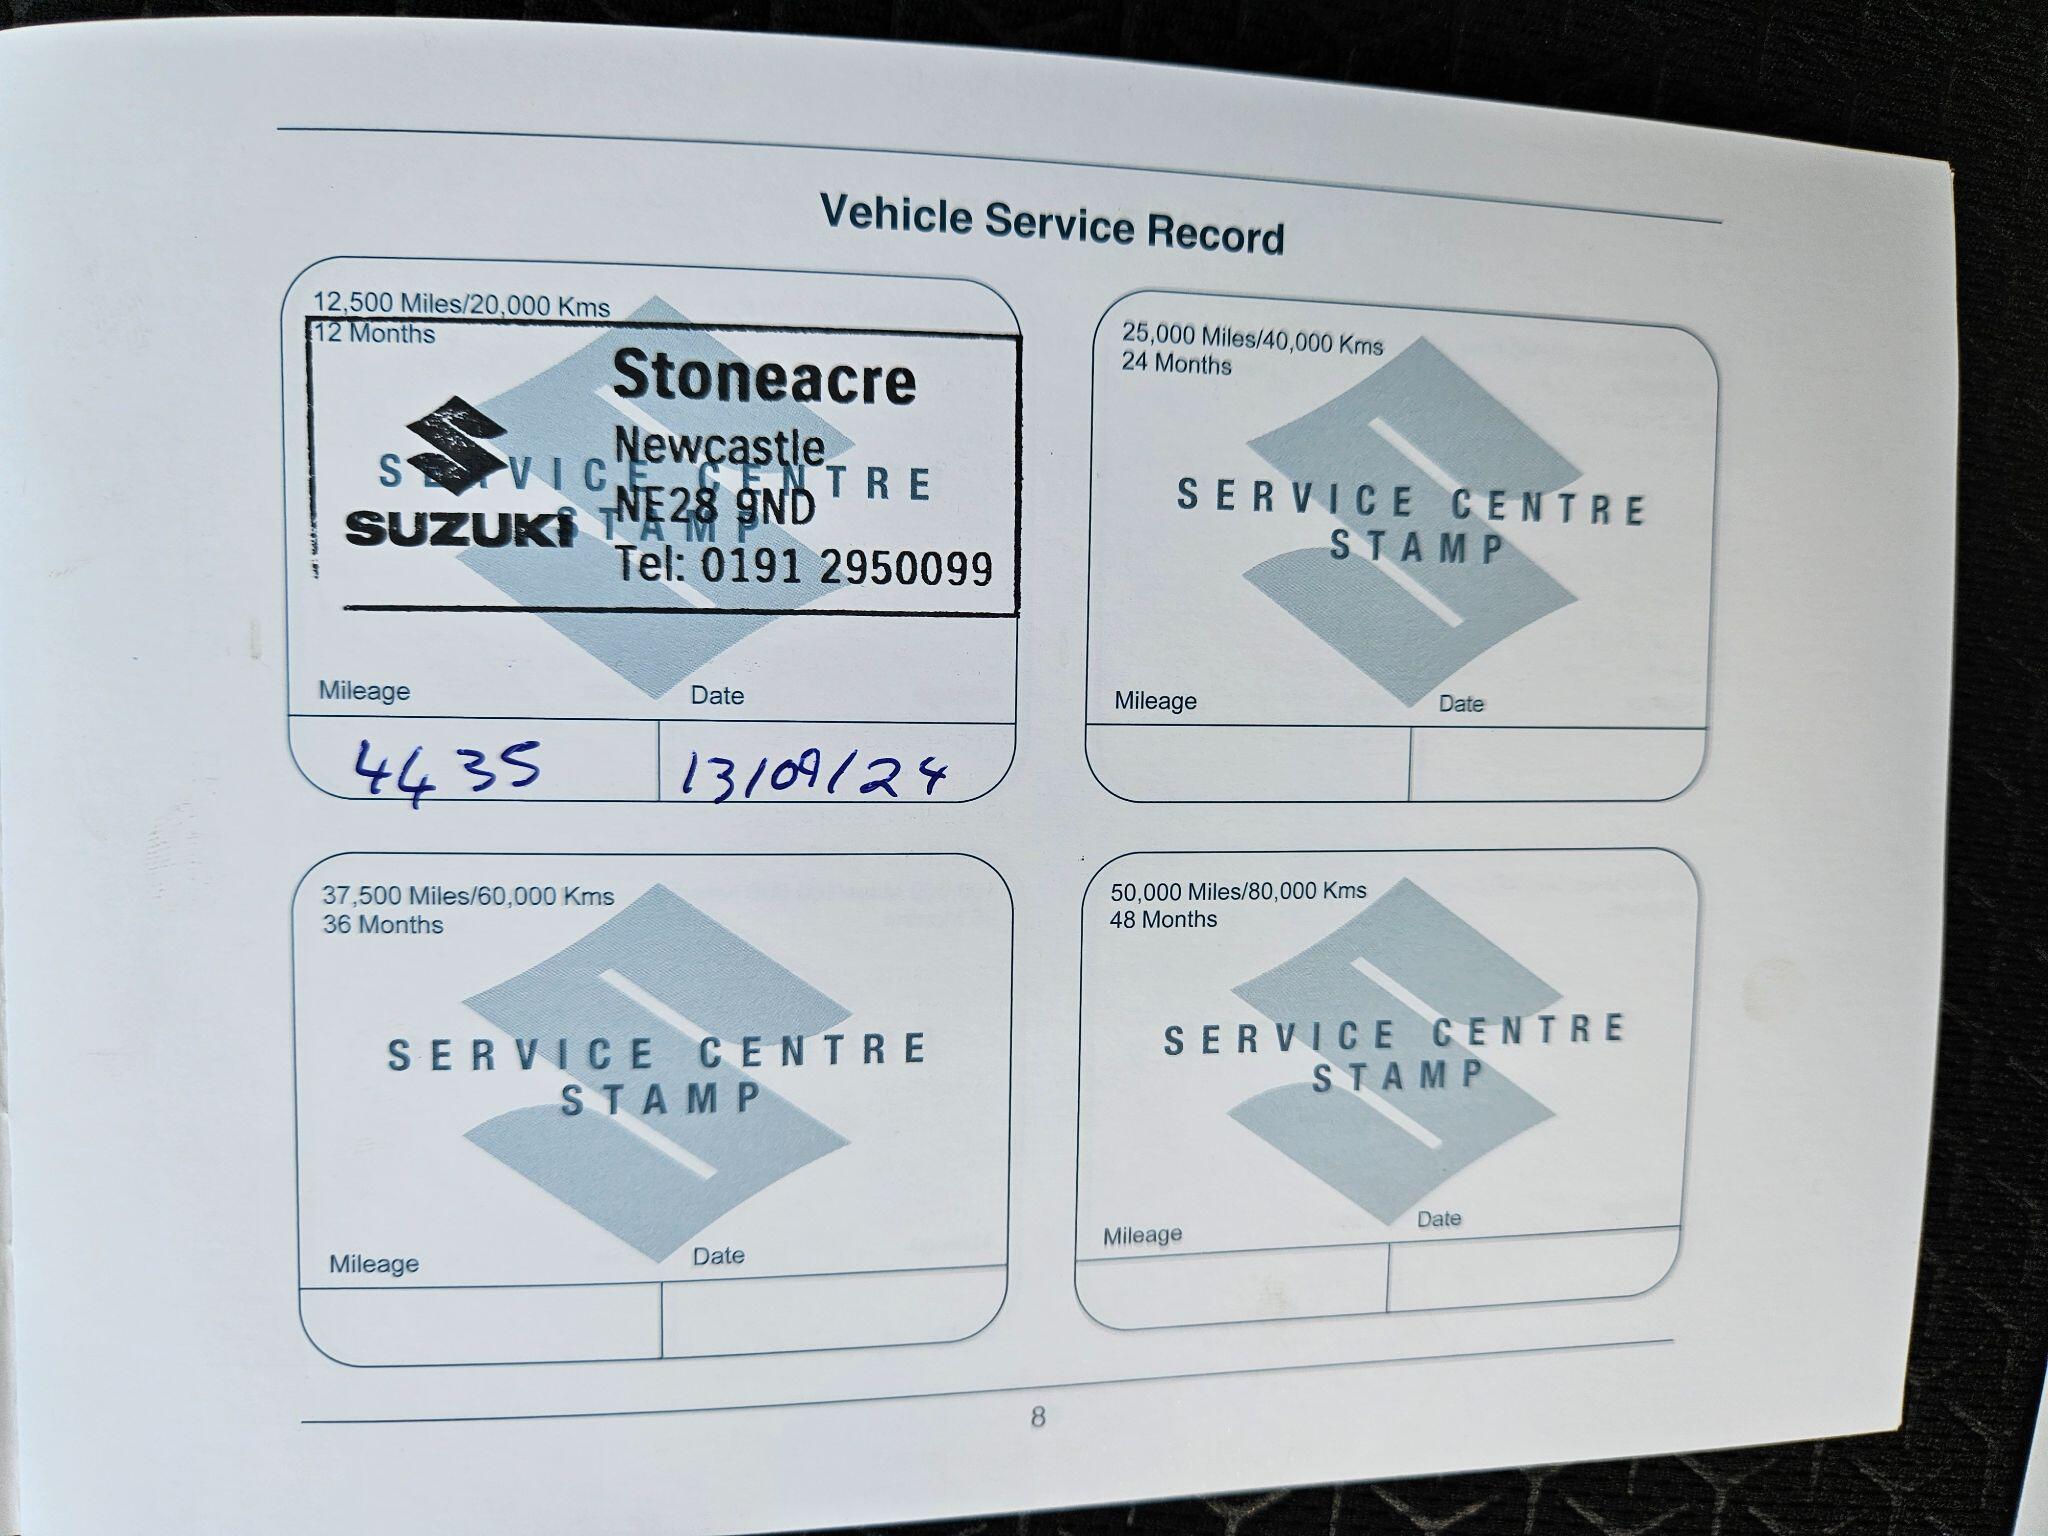 Vehicle Service Record
12,500 Miles/20,000 Kms
12 Months
SERVICE CENTRE
STAMP
Stoneacre
Newcastle
NE28 9ND
Tel: 0191 2950099
SUZUKI
Mileage
Date
4435
13/09/24
25,000 Miles/40,000 Kms
24 Months
SERVICE CENTRE
STAMP
Mileage
Date
37,500 Miles/60,000 Kms
36 Months
SERVICE CENTRE
STAMP
Mileage
Date
50,000 Miles/80,000 Kms
48 Months
SERVICE CENTRE
STAMP
Mileage
Date
8